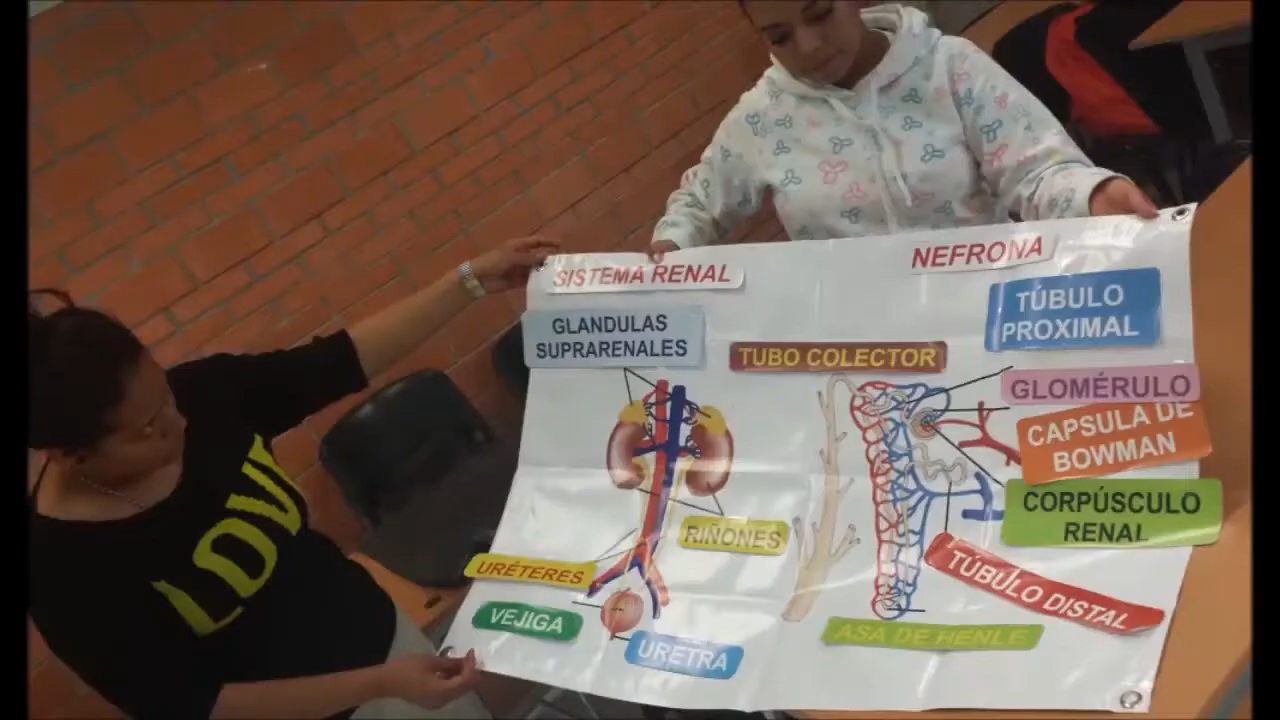 SISTEMA RENAL
GLANDULAS
SUPRARENALES
RIÑONES
URÉTERES
VEJIGA
URETRA
NEFRONA
TÚBULO
PROXIMAL
TUBO COLECTOR
GLOMÉRULO
CAPSULA DE
BOWMAN
CORPÚSCULO
RENAL
TÚBULO DISTAL
ASA DE HENLE
LOVE